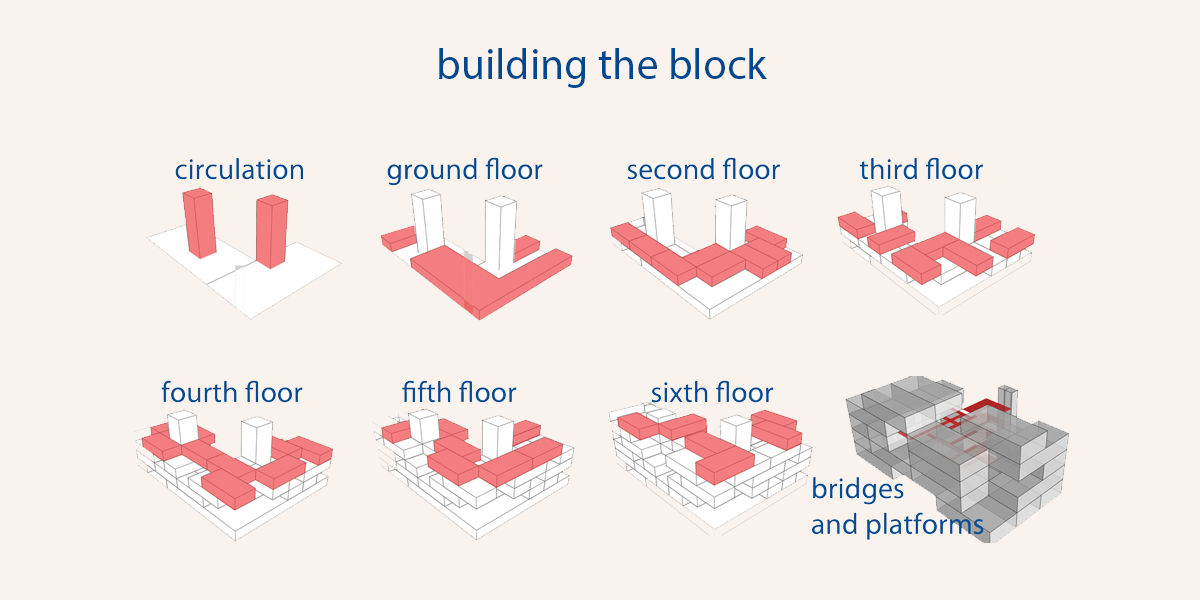 building the block
circulation
ground floor
second floor
third floor
fourth floor
fifth floor
sixth floor
bridges
and platforms